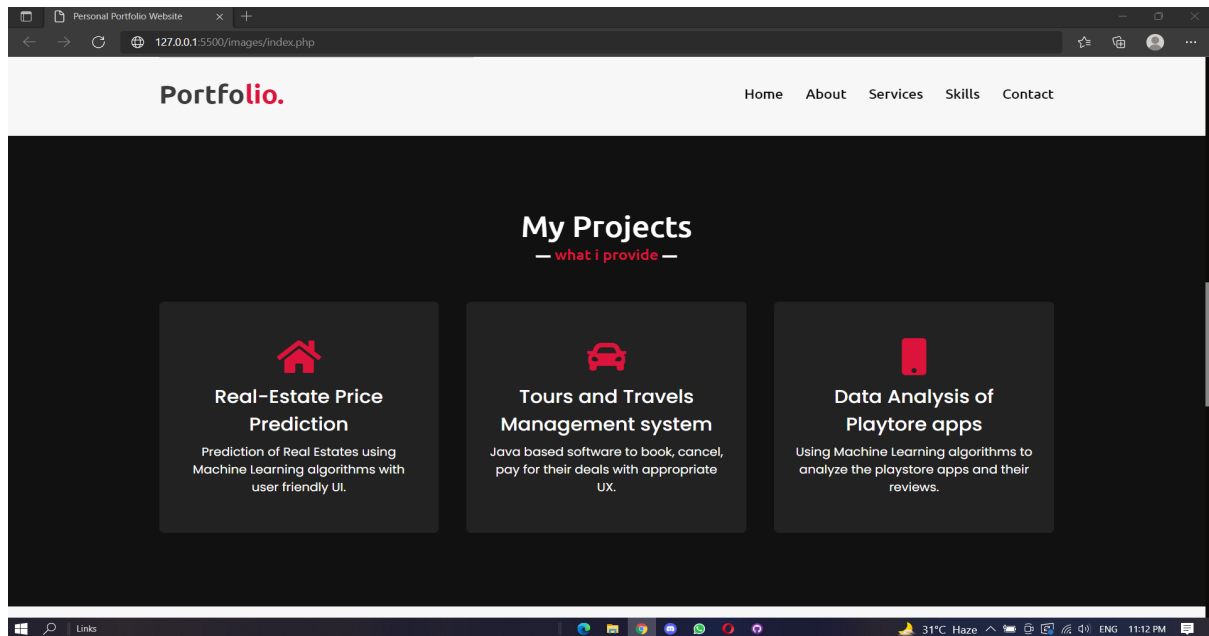 Personal Portfolio Website
127.0.0.1:5500/images/index.php
Portfolio.
Home About Services Skills Contact
My Projects
what i provide
Real-Estate Price
Prediction
Prediction of Real Estates using
Machine Learning algorithms with
user friendly UI.
Tours and Travels
Management system
Java based software to book, cancel,
pay for their deals with appropriate
UX.
Data Analysis of
Playtore apps
Using Machine Learning algorithms to
analyze the playstore apps and their
reviews.
Links 31°C Haze ENG 11:12 PM